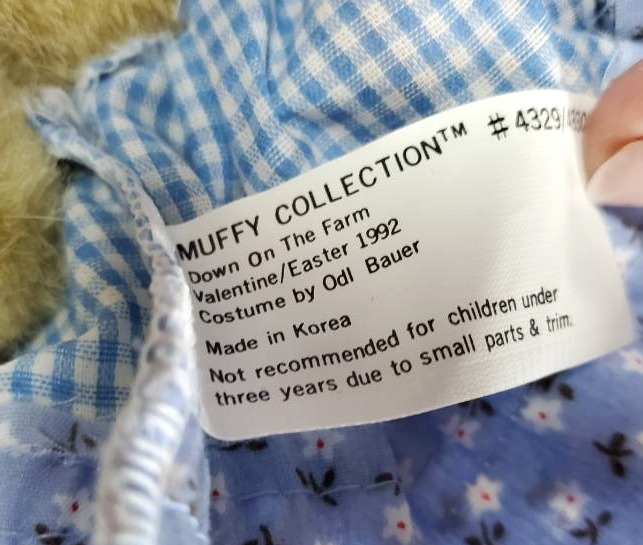 MUFFY COLLECTION™ # 4329/
Down On The Farm
Valentine/Easter 1992
Costume by Odl Bauer
Made in Korea
Not recommended for children under
three years due to small parts & trim.